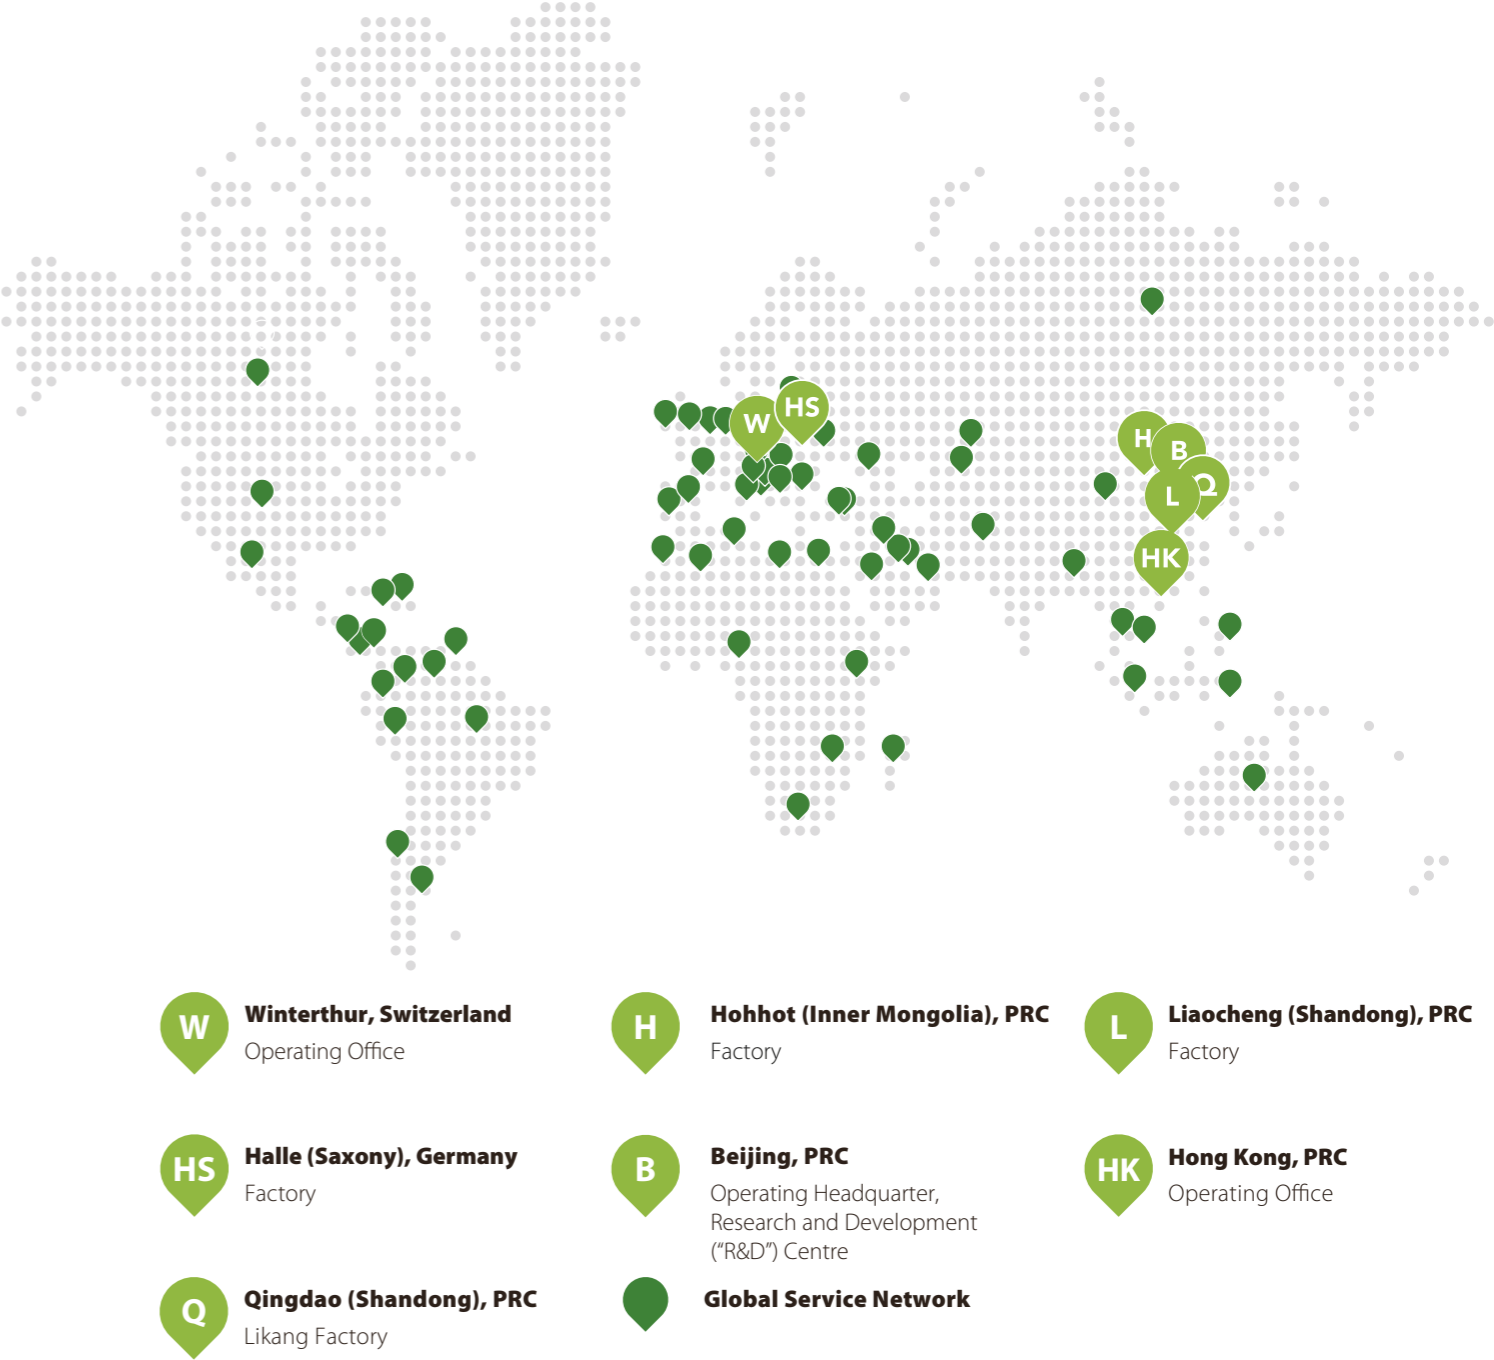 HS
W
H
B
Q
L
HK
W
Winterthur, Switzerland
Operating Office
H
Hohhot (Inner Mongolia), PRC
Factory
L
Liaocheng (Shandong), PRC
Factory
HS
Halle (Saxony), Germany
Factory
B
Beijing, PRC
Operating Headquarter,
Research and Development
(“R&D”) Centre
HK
Hong Kong, PRC
Operating Office
Q
Qingdao (Shandong), PRC
Likang Factory
Global Service Network